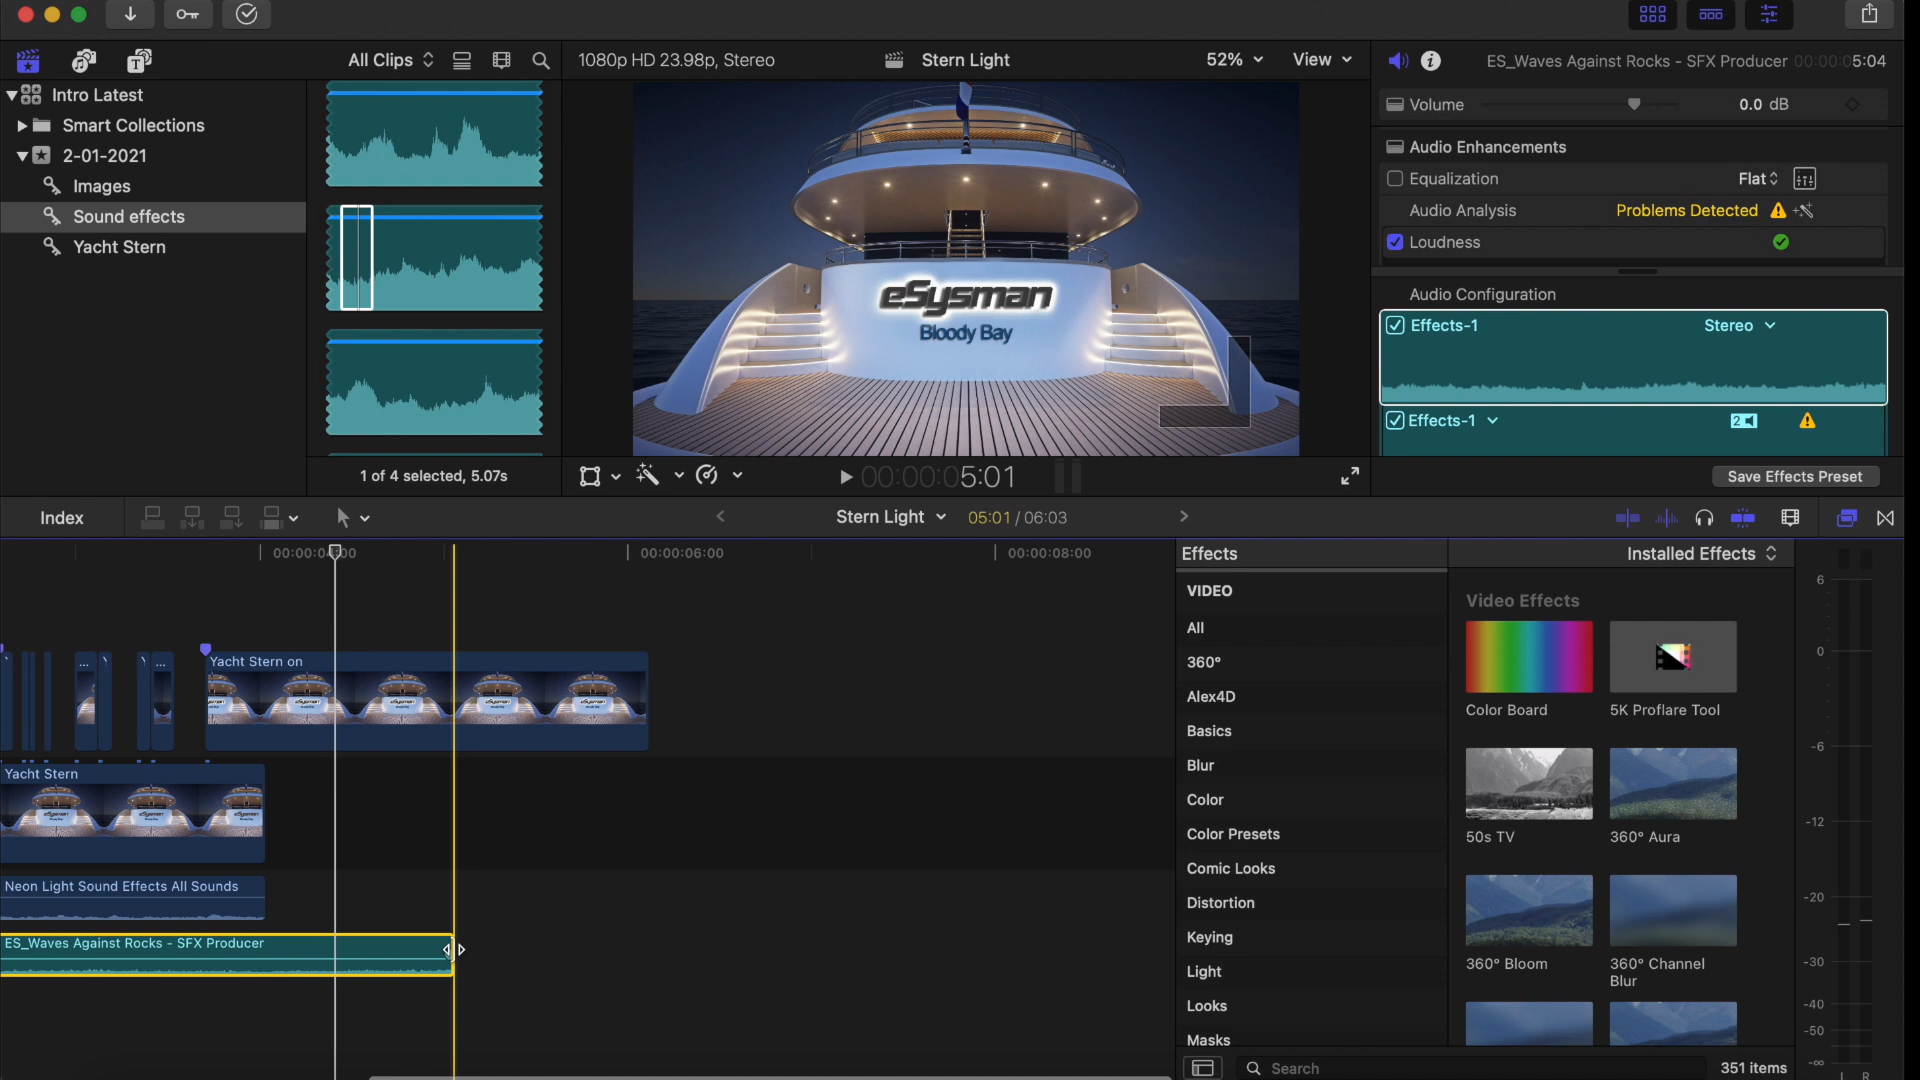 All Clips
1080p HD 23.98p, Stereo
Stern Light
52%
View
ES_Waves Against Rocks - SFX Producer
00:00:05:04
Intro Latest
Smart Collections
2-01-2021
Images
Sound effects
Yacht Stern
Volume
0.0 dB
Audio Enhancements
Equalization
Flat
Audio Analysis
Problems Detected
Loudness
Audio Configuration
Effects-1
Stereo
Effects-1
2
eSysman
Bloody Bay
1 of 4 selected, 5.07s
00:00:05:01
Save Effects Preset
Index
Stern Light
05:01 / 06:03
00:00:04:00
00:00:06:00
00:00:08:00
Yacht Stern on
Yacht Stern
Neon Light Sound Effects All Sounds
ES_Waves Against Rocks - SFX Producer
Effects
Installed Effects
VIDEO
All
360°
Alex4D
Basics
Blur
Color
Color Presets
Comic Looks
Distortion
Keying
Light
Looks
Masks
Video Effects
Color Board
5K Proflare Tool
50s TV
360° Aura
360° Bloom
360° Channel
Blur
Search
351 items
6
0
-6
-12
-20
-30
-40
-50
-∞
L R